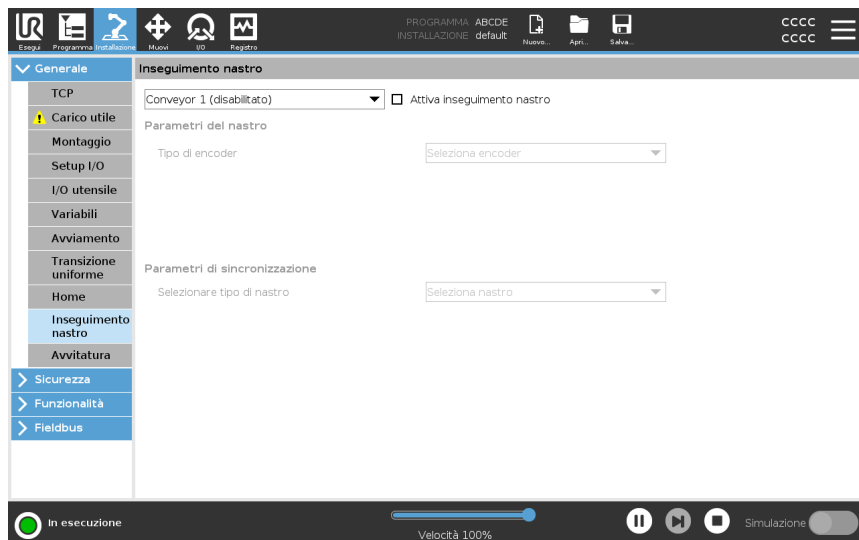 UR
PROGRAMMA ABCDE
INSTALLAZIONE default
CCCC
CCCC
Esegui
Programma
Installazione
Muovi
I/O
Registro
Nuovo...
Apri...
Salva...
Generale
TCP
Carico utile
Montaggio
Setup I/O
I/O utensile
Variabili
Avviamento
Transizione
uniforme
Home
Inseguimento
nastro
Avvitatura
Sicurezza
Funzionalità
Fieldbus
Inseguimento nastro
Conveyor 1 (disabilitato)
Attiva inseguimento nastro
Parametri del nastro
Tipo di encoder
Seleziona encoder
Parametri di sincronizzazione
Selezionare tipo di nastro
Seleziona nastro
In esecuzione
Velocità 100%
Simulazione